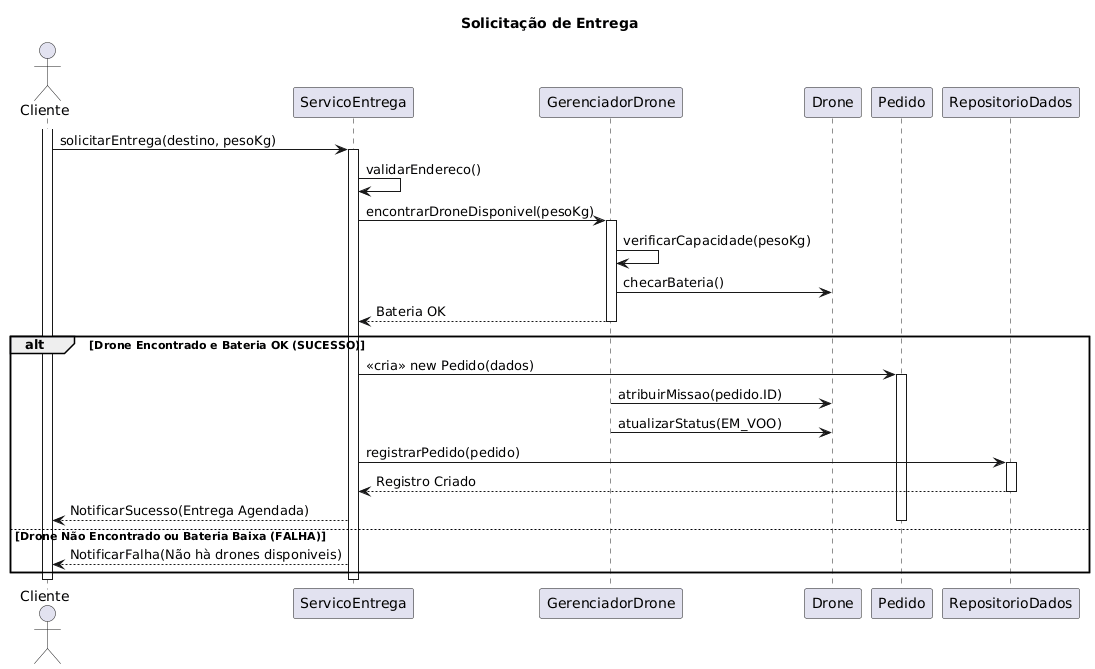 Solicitação de Entrega
Cliente
ServicoEntrega
GerenciadorDrone
Drone
Pedido
RepositorioDados
solicitarEntrega(destino, pesoKg)
validarEndereco()
encontrarDroneDisponivel(pesoKg)
verificarCapacidade(pesoKg)
checarBateria()
Bateria OK
alt
[Drone Encontrado e Bateria OK (SUCESSO)]
«cria» new Pedido(dados)
atribuirMissao(pedido.ID)
atualizarStatus(EM_VOO)
registrarPedido(pedido)
Registro Criado
NotificarSucesso(Entrega Agendada)
[Drone Não Encontrado ou Bateria Baixa (FALHA)]
NotificarFalha(Não hà drones disponiveis)
Cliente
ServicoEntrega
GerenciadorDrone
Drone
Pedido
RepositorioDados